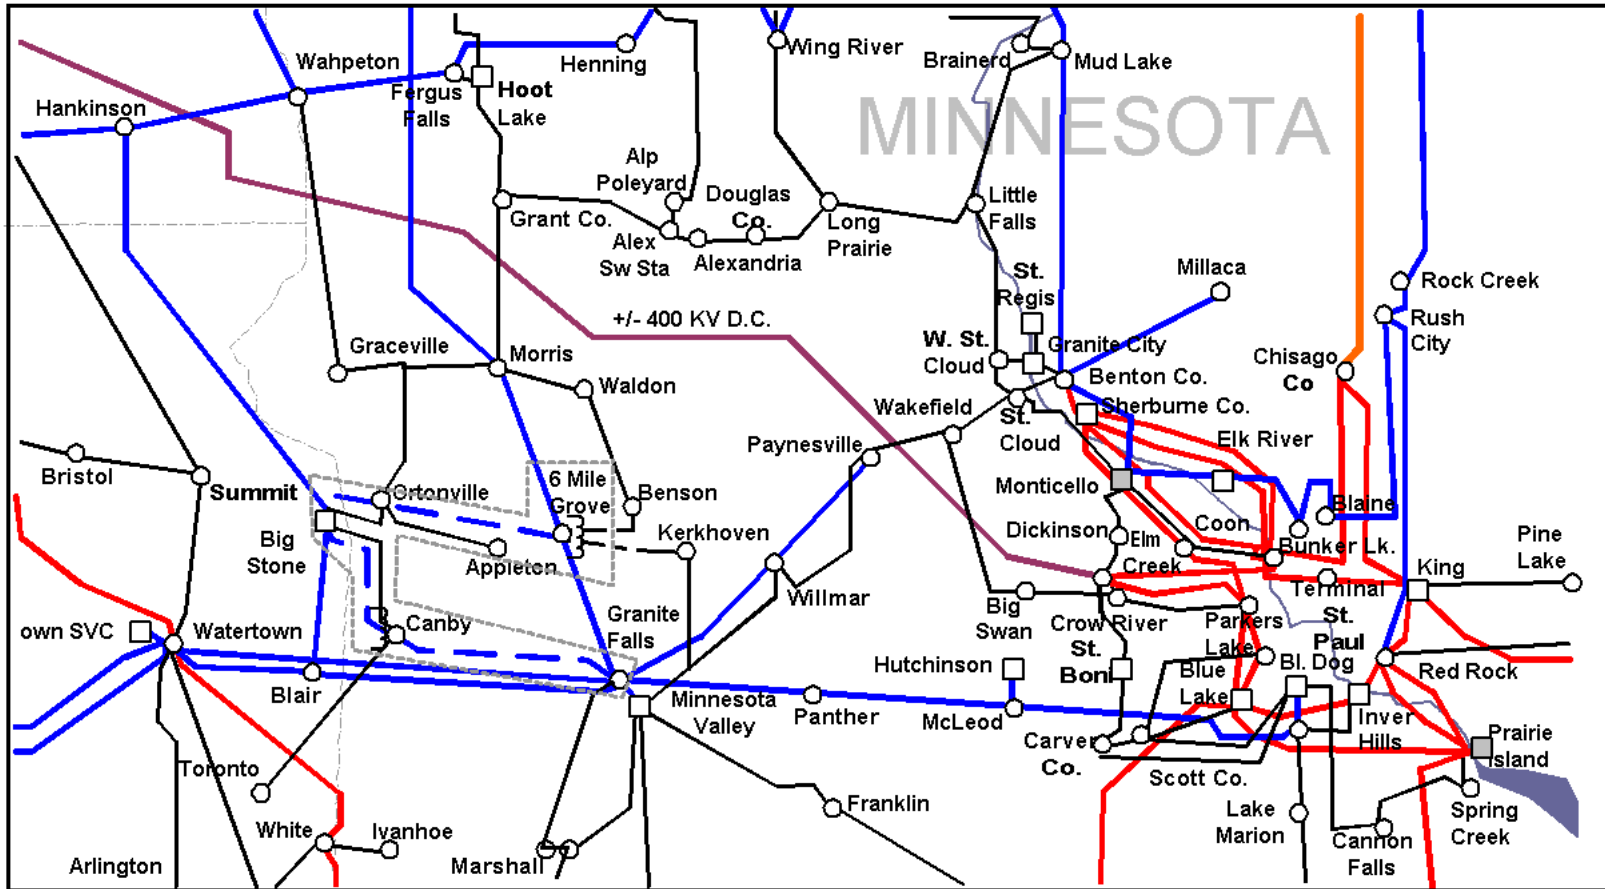 Wahpeton
Henning
Wing River
Brainerd
Mud Lake
Hankinson
Fergus
Falls
Hoot
Lake
MINNESOTA
Alp
Poleyard
Douglas
Co.
Grant Co.
Alex
Sw Sta
Alexandria
Long
Prairie
Little
Falls
St.
Regis
Millaca
Rock Creek
Rush
City
+/- 400 KV D.C.
Graceville
Morris
W. St.
Cloud
Granite City
Chisago
Co
Waldon
Benton Co.
Wakefield
Sherburne Co.
St.
Cloud
Paynesville
Elk River
Bristol
Summit
Ortonville
6 Mile
Grove
Benson
Monticello
Blaine
Big
Stone
Appleton
Kerkhoven
Dickinson
Elm
Creek
Coon
Bunker Lk.
King
Pine
Lake
Terminal
Willmar
Big
Swan
Crow River
Parkers
Lake
St.
Paul
own SVC
Watertown
Canby
Granite
Falls
Hutchinson
St.
Boni
Blue
Lake
Bl. Dog
Red Rock
Blair
Minnesota
Valley
Panther
McLeod
Carver
Co.
Inver
Hills
Prairie
Island
Toronto
Scott Co.
White
Ivanhoe
Franklin
Lake
Marion
Spring
Creek
Cannon
Falls
Arlington
Marshall